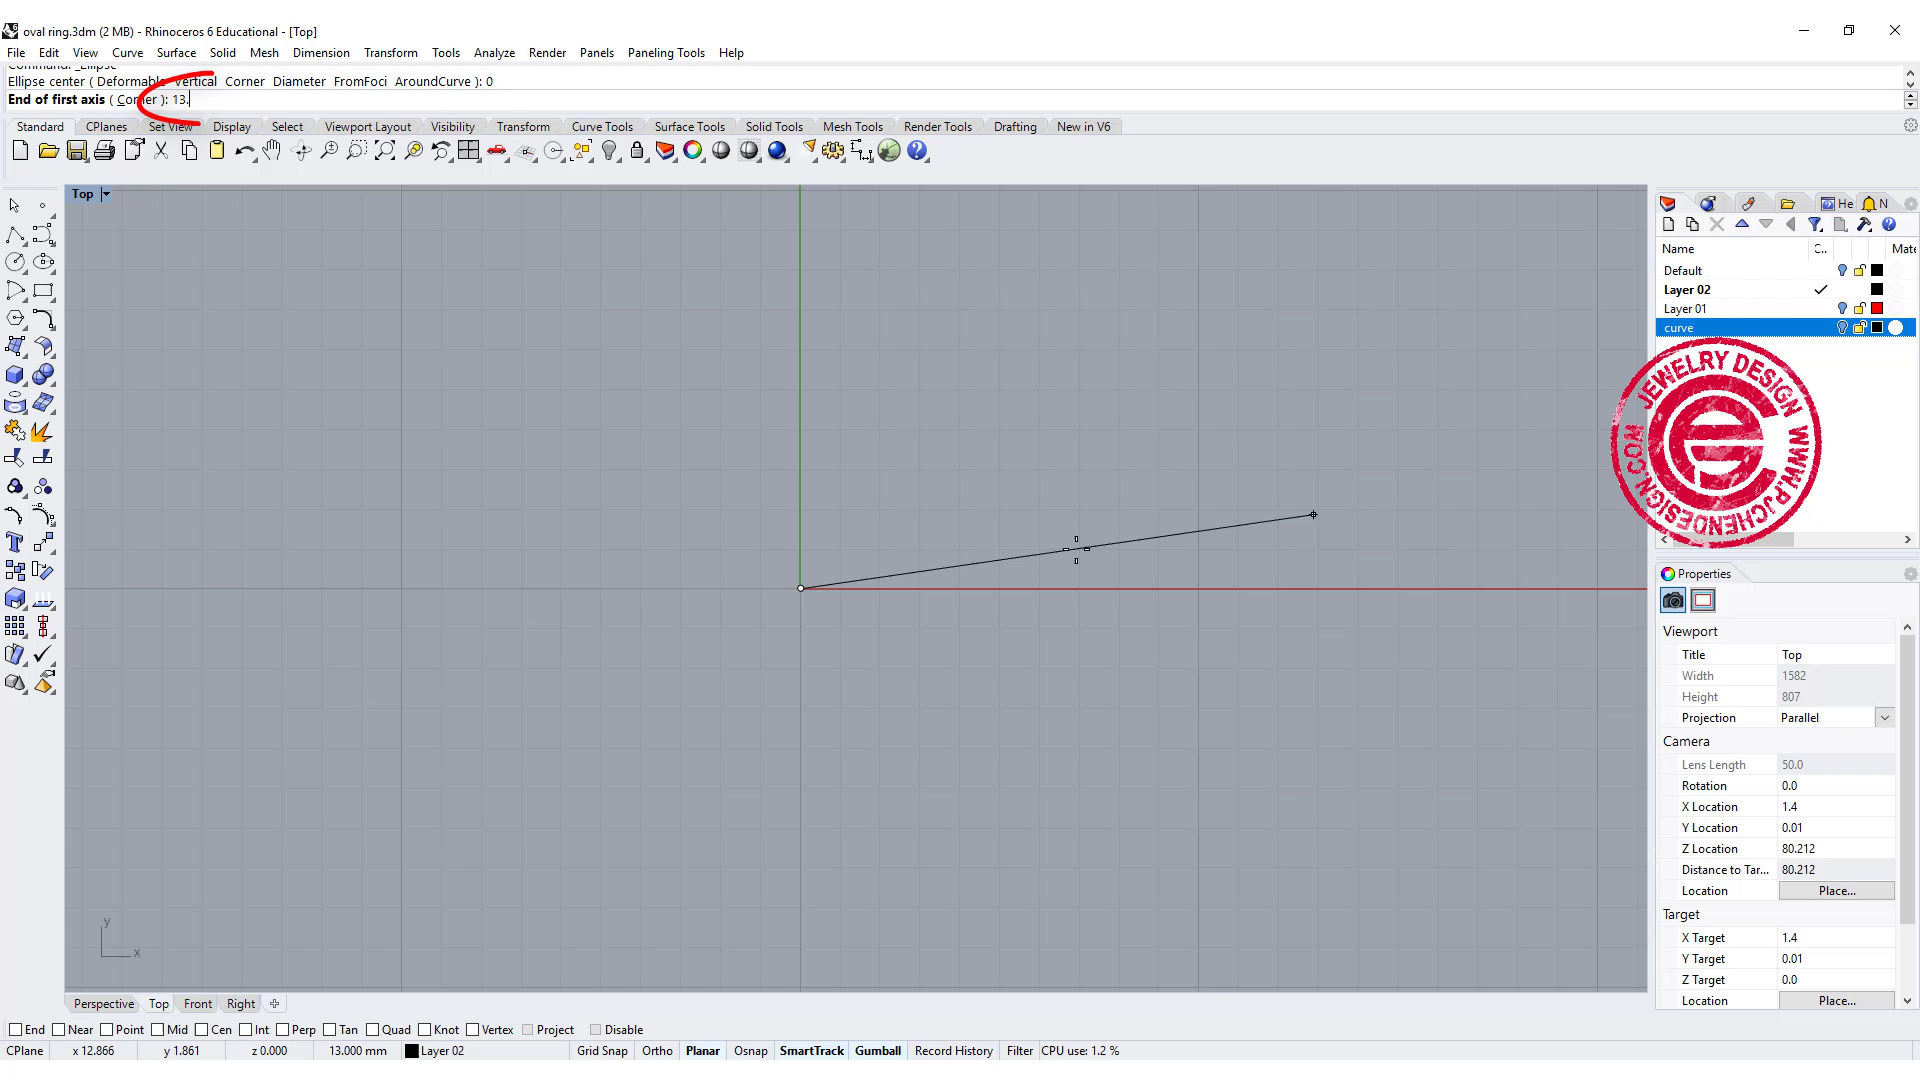 oval ring.3dm (2 MB) - Rhinoceros 6 Educational - [Top]
File Edit View Curve Surface Solid Mesh Dimension Transform Tools Analyze Render Panels Paneling Tools Help
Command: _Ellipse
Ellipse center ( Deformable Vertical Corner Diameter FromFoci AroundCurve ): 0
End of first axis ( Corner ): 13.
Standard CPlanes Set View Display Select Viewport Layout Visibility Transform Curve Tools Surface Tools Solid Tools Mesh Tools Render Tools Drafting New in V6
Top
He N
Name C.. Mate
Default
Layer 02
Layer 01
curve
JEWELRY DESIGN WWW.PJCHENDESIGN.COM
Properties
Viewport
Title Top
Width 1582
Height 807
Projection Parallel
Camera
Lens Length 50.0
Rotation 0.0
X Location 1.4
Y Location 0.01
Z Location 80.212
Distance to Tar... 80.212
Location Place...
Target
X Target 1.4
Y Target 0.01
Z Target 0.0
Location Place...
y
x
Perspective Top Front Right
End Near Point Mid Cen Int Perp Tan Quad Knot Vertex Project Disable
CPlane x 12.866 y 1.861 z 0.000 13.000 mm Layer 02 Grid Snap Ortho Planar Osnap SmartTrack Gumball Record History Filter CPU use: 1.2 %